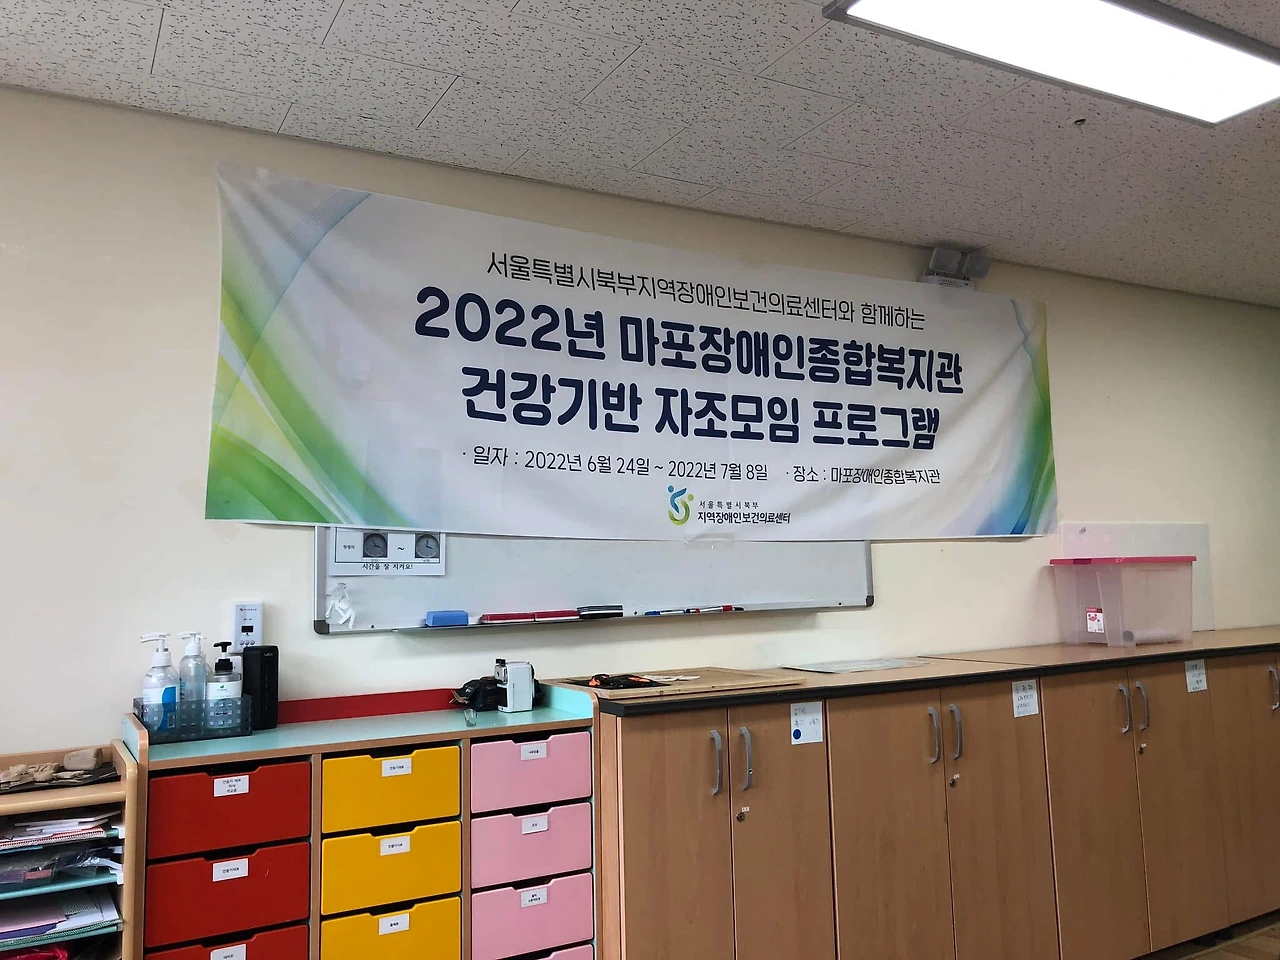 서울특별시북부지역장애인보건의료센터와 함께하는
2022년 마포장애인종합복지관
건강기반 자조모임 프로그램
· 일자 : 2022년 6월 24일 ~ 2022년 7월 8일 · 장소 : 마포장애인종합복지관
서울특별시북부
지역장애인보건의료센터
~
시간을 잘 지켜요!